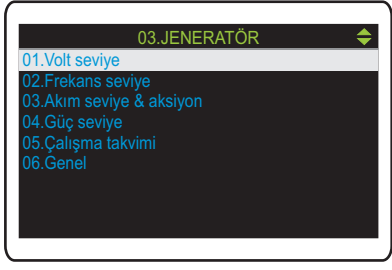 03.JENERATÖR
01.Volt seviye
02.Frekans seviye
03.Akım seviye & aksiyon
04.Güç seviye
05.Çalışma takvimi
06.Genel